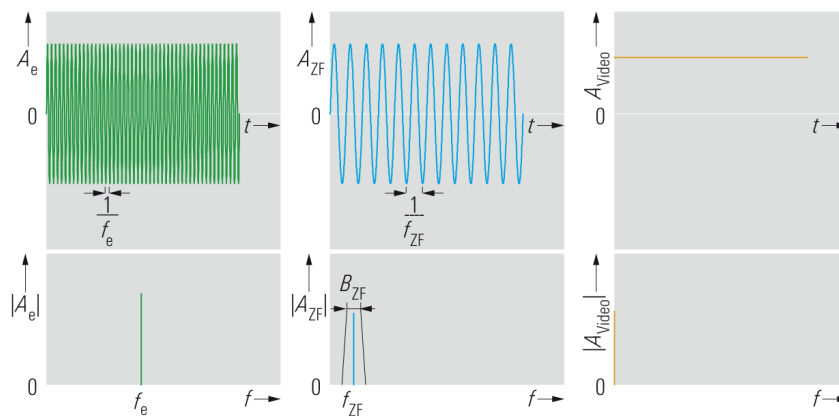 A_e
0
t
1
f_e
A_ZF
0
t
1
f_ZF
A_Video
0
t
|A_e|
0
f_e
f
|A_ZF|
B_ZF
0
f_ZF
f
|A_Video|
0
f